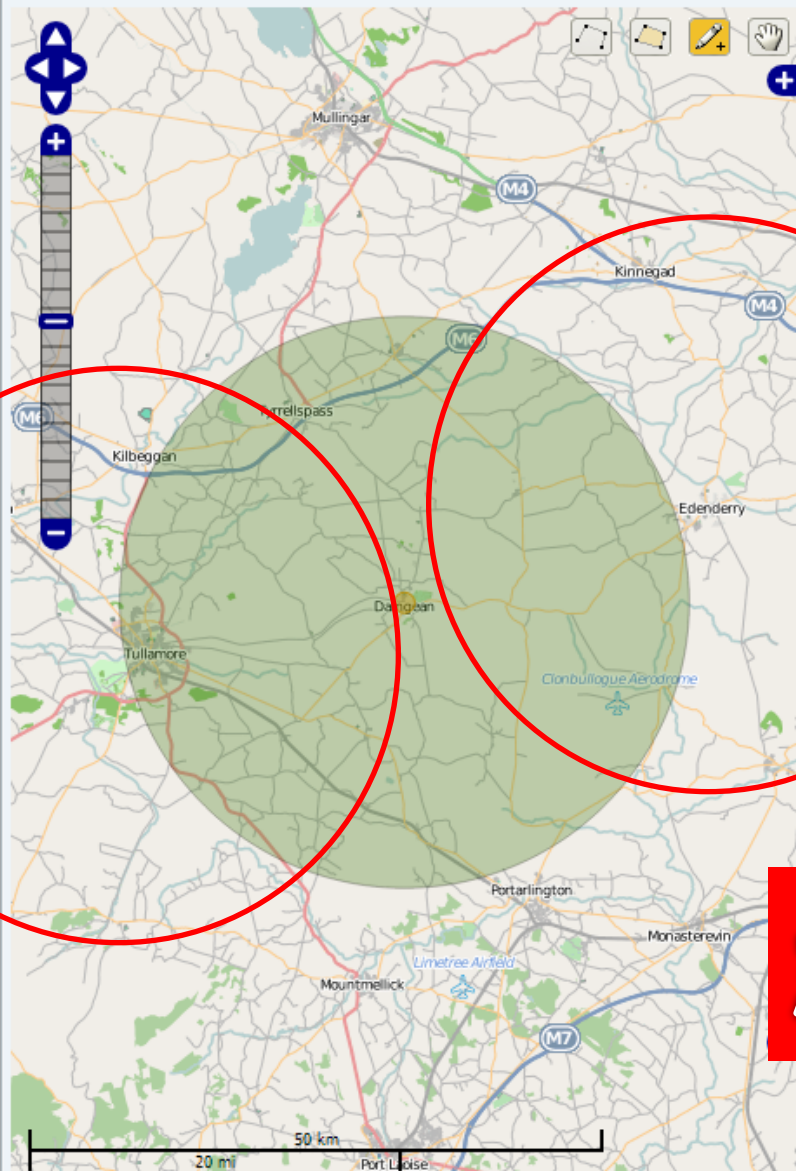 Mullingar
M4
Kinnegad
M4
M6
Tyrrellspass
M6
Kilbeggan
Edenderry
Daingean
Tullamore
Clonbullogue Aerodrome
Portarlington
Monasterevin
Limetree Airfield
Mountmellick
M7
50 km
20 mi
Port Laoise